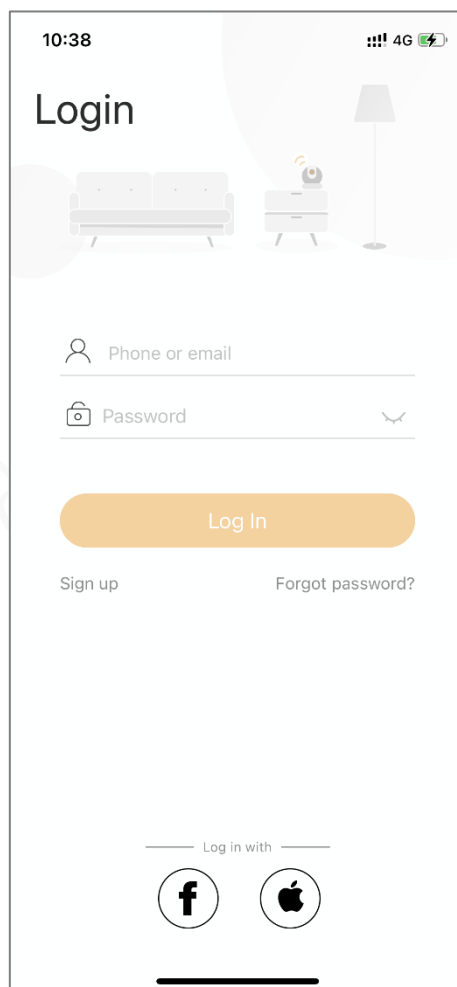 10:38 4G
Login
Phone or email
Password
Log In
Sign up Forgot password?
Log in with